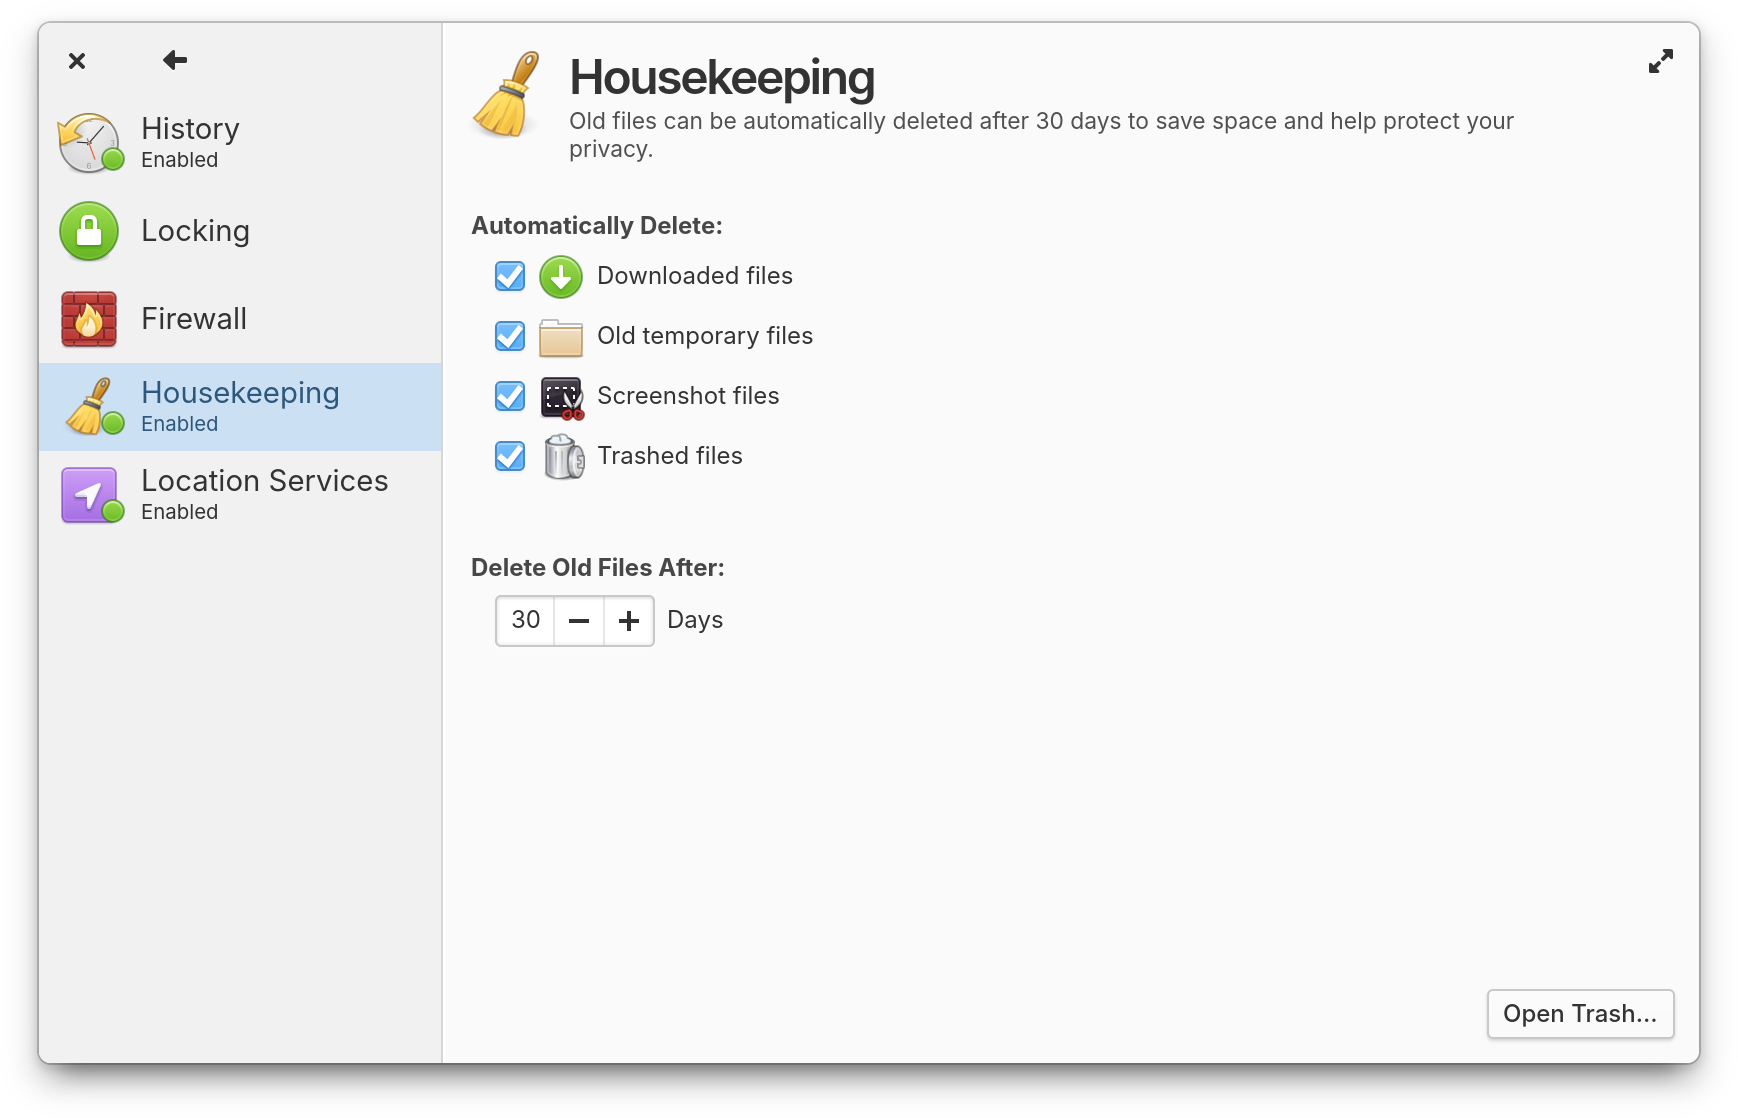 History
Enabled
Locking
Firewall
Housekeeping
Enabled
Location Services
Enabled
Housekeeping
Old files can be automatically deleted after 30 days to save space and help protect your
privacy.
Automatically Delete:
Downloaded files
Old temporary files
Screenshot files
Trashed files
Delete Old Files After:
30 Days
Open Trash…